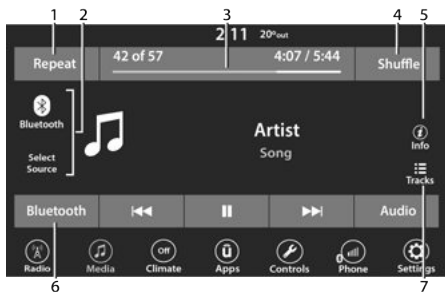 1 2 3 4 5
2 11 20°out
Repeat 42 of 57 4:07 / 5:44 Shuffle
Bluetooth
Select
Source
Artist
Song
Info
Tracks
Bluetooth Audio
Radio Media Off Climate ū Apps Controls 0 Phone Settings
6 7